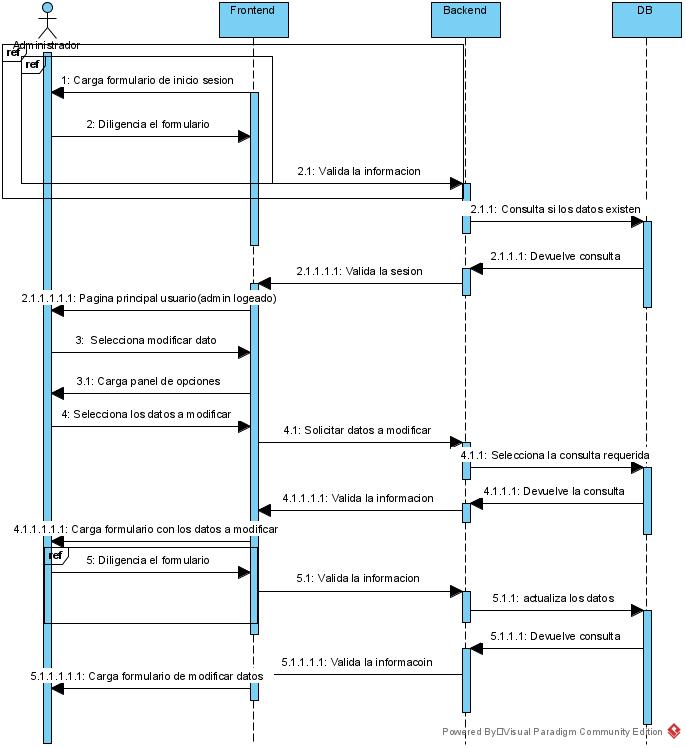 Frontend
Backend
DB
Administrador
ref
ref
1: Carga formulario de inicio sesion
2: Diligencia el formulario
2.1: Valida la informacion
2.1.1: Consulta si los datos existen
2.1.1.1: Devuelve consulta
2.1.1.1.1: Valida la sesion
2.1.1.1.1.1: Pagina principal usuario(admin logeado)
3: Selecciona modificar dato
3.1: Carga panel de opciones
4: Selecciona los datos a modificar
4.1: Solicitar datos a modificar
4.1.1: Selecciona la consulta requerida
4.1.1.1: Devuelve la consulta
4.1.1.1.1: Valida la informacion
4.1.1.1.1.1: Carga formulario con los datos a modificar
ref
5: Diligencia el formulario
5.1: Valida la informacion
5.1.1: actualiza los datos
5.1.1.1: Devuelve consulta
5.1.1.1.1: Valida la informacoin
5.1.1.1.1.1: Carga formulario de modificar datos
Powered By Visual Paradigm Community Edition